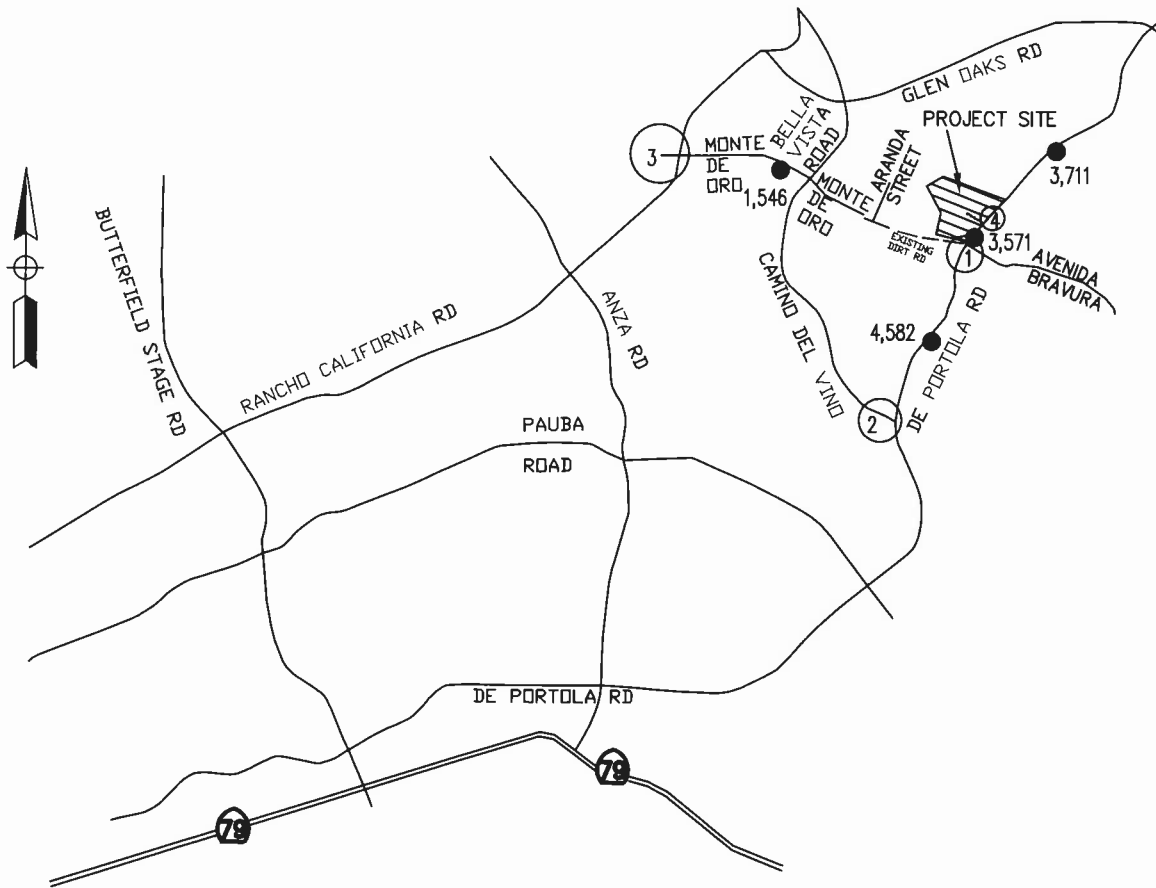 GLEN OAKS RD
PROJECT SITE
BELLA
VISTA
ROAD
MONTE
DE
ORO
3
1,546
MONTE
DE
ORO
ARANDA
STREET
3,711
4
3,571
EXISTING
DIRT RD
1
AVENIDA
BRAVURA
BUTTERFIELD STAGE RD
RANCHO CALIFORNIA RD
ANZA RD
CAMINO DEL VINO
4,582
DE PORTOLA RD
2
PAUBA
ROAD
DE PORTOLA RD
79
79